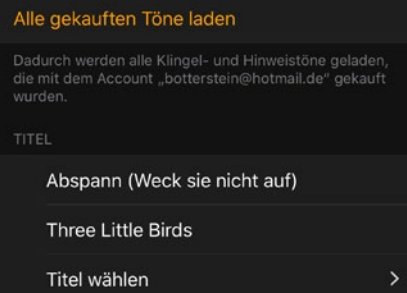 Alle gekauften Töne laden
Dadurch werden alle Klingel- und Hinweistöne geladen,
die mit dem Account „botterstein@hotmail.de“ gekauft
wurden.
TITEL
Abspann (Weck sie nicht auf)
Three Little Birds
Titel wählen